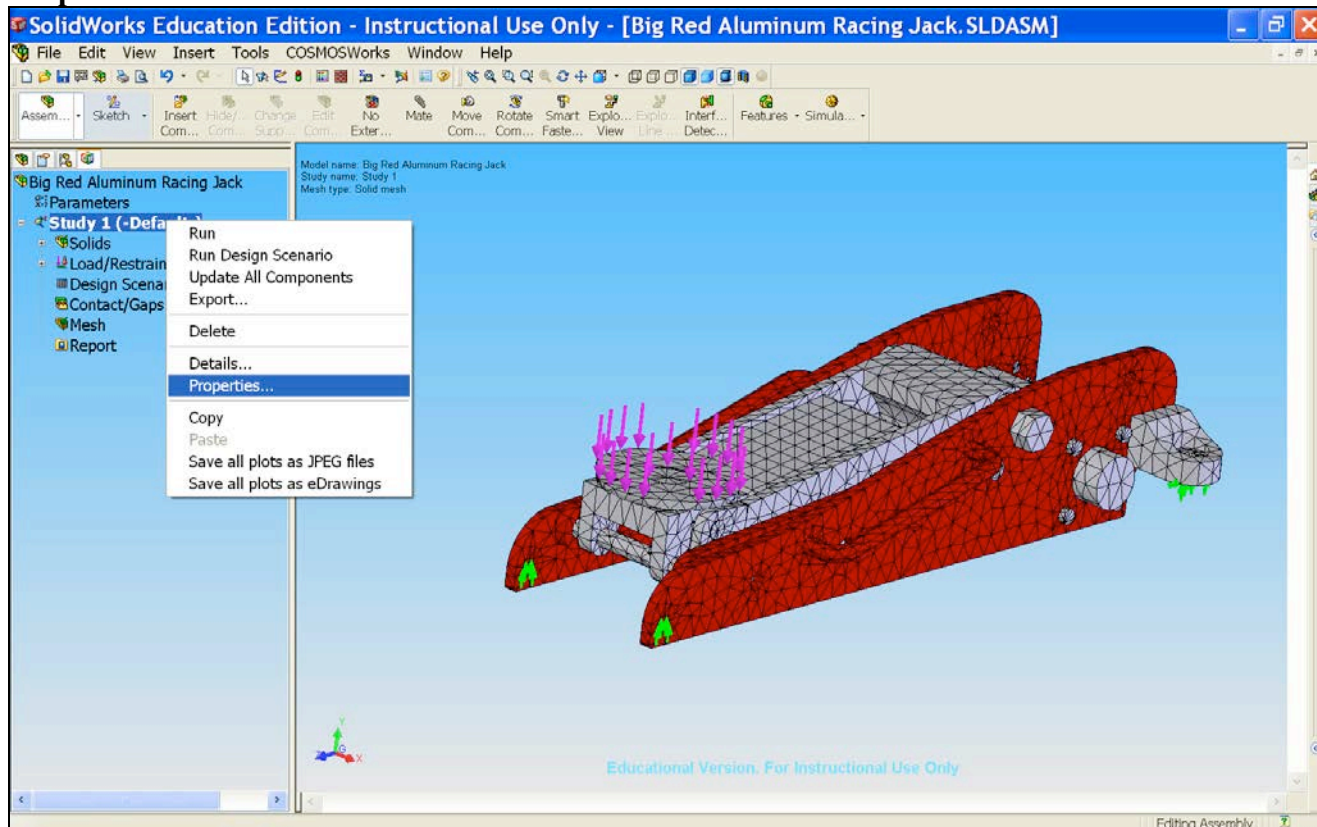 SolidWorks Education Edition - Instructional Use Only - [Big Red Aluminum Racing Jack.SLDASM]
File Edit View Insert Tools COSMOSWorks Window Help
Assem... Sketch Insert Com... Hide/... Com... Change Supp... Edit Com... No Exter... Mate Move Com... Rotate Com... Smart Faste... Explo... View Explo... Line ... Interf... Detec... Features Simula...
Big Red Aluminum Racing Jack
Parameters
Study 1 (-Default-)
Solids
Load/Restrain
Design Scenar
Contact/Gaps
Mesh
Report
Run
Run Design Scenario
Update All Components
Export...
Delete
Details...
Properties...
Copy
Paste
Save all plots as JPEG files
Save all plots as eDrawings
Model name: Big Red Aluminum Racing Jack
Study name: Study 1
Mesh type: Solid mesh
Y
Z
G
X
Educational Version. For Instructional Use Only
Editing Assembly